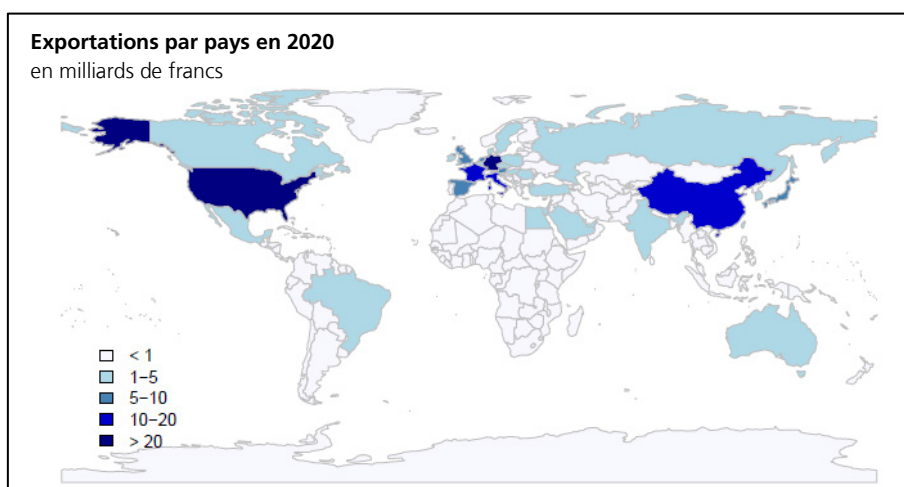 Exportations par pays en 2020
en milliards de francs
< 1
1–5
5–10
10–20
> 20